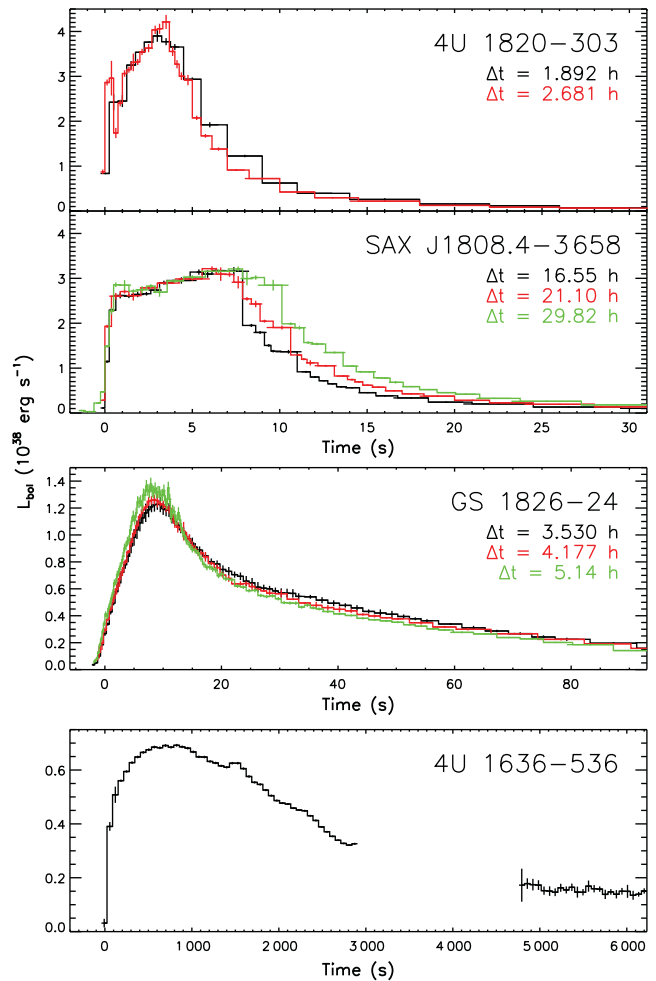 4U 1820−303
Δt = 1.892 h
Δt = 2.681 h
4
3
2
1
0
SAX J1808.4−3658
Δt = 16.55 h
Δt = 21.10 h
Δt = 29.82 h
4
3
2
1
0
0 5 10 15 20 25 30
Time (s)
L_bol (10^38 erg s^−1)
GS 1826−24
Δt = 3.530 h
Δt = 4.177 h
Δt = 5.14 h
1.4
1.2
1.0
0.8
0.6
0.4
0.2
0.0
0 20 40 60 80
Time (s)
4U 1636−536
0.6
0.4
0.2
0.0
0 1 000 2 000 3 000 4 000 5 000 6 000
Time (s)